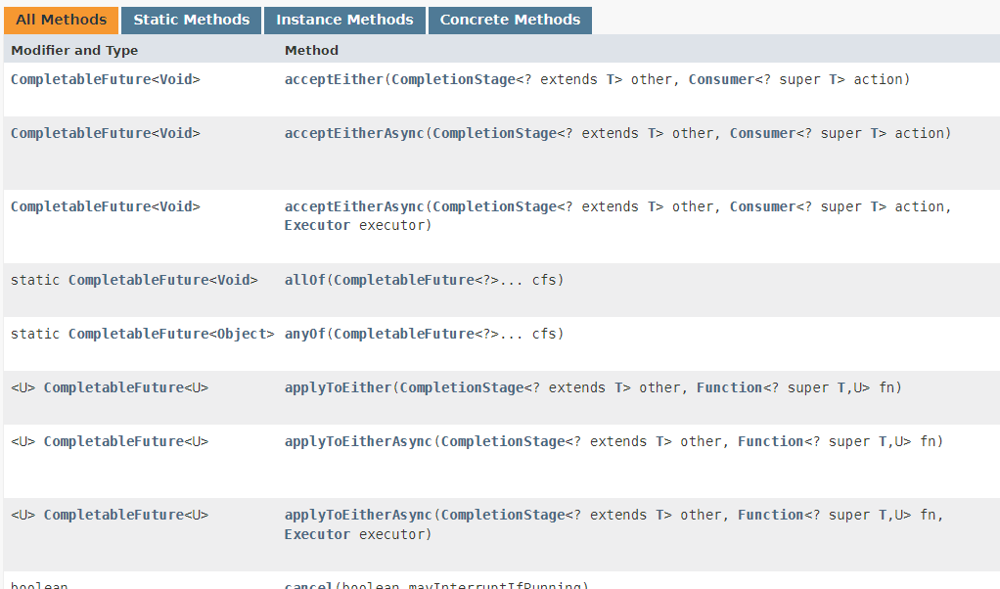 All Methods Static Methods Instance Methods Concrete Methods
Modifier and Type Method
CompletableFuture<Void> acceptEither(CompletionStage<? extends T> other, Consumer<? super T> action)
CompletableFuture<Void> acceptEitherAsync(CompletionStage<? extends T> other, Consumer<? super T> action)
CompletableFuture<Void> acceptEitherAsync(CompletionStage<? extends T> other, Consumer<? super T> action,
Executor executor)
static CompletableFuture<Void> allOf(CompletableFuture<?>... cfs)
static CompletableFuture<Object> anyOf(CompletableFuture<?>... cfs)
<U> CompletableFuture<U> applyToEither(CompletionStage<? extends T> other, Function<? super T,U> fn)
<U> CompletableFuture<U> applyToEitherAsync(CompletionStage<? extends T> other, Function<? super T,U> fn)
<U> CompletableFuture<U> applyToEitherAsync(CompletionStage<? extends T> other, Function<? super T,U> fn,
Executor executor)
boolean cancel(boolean mayInterruptIfRunning)